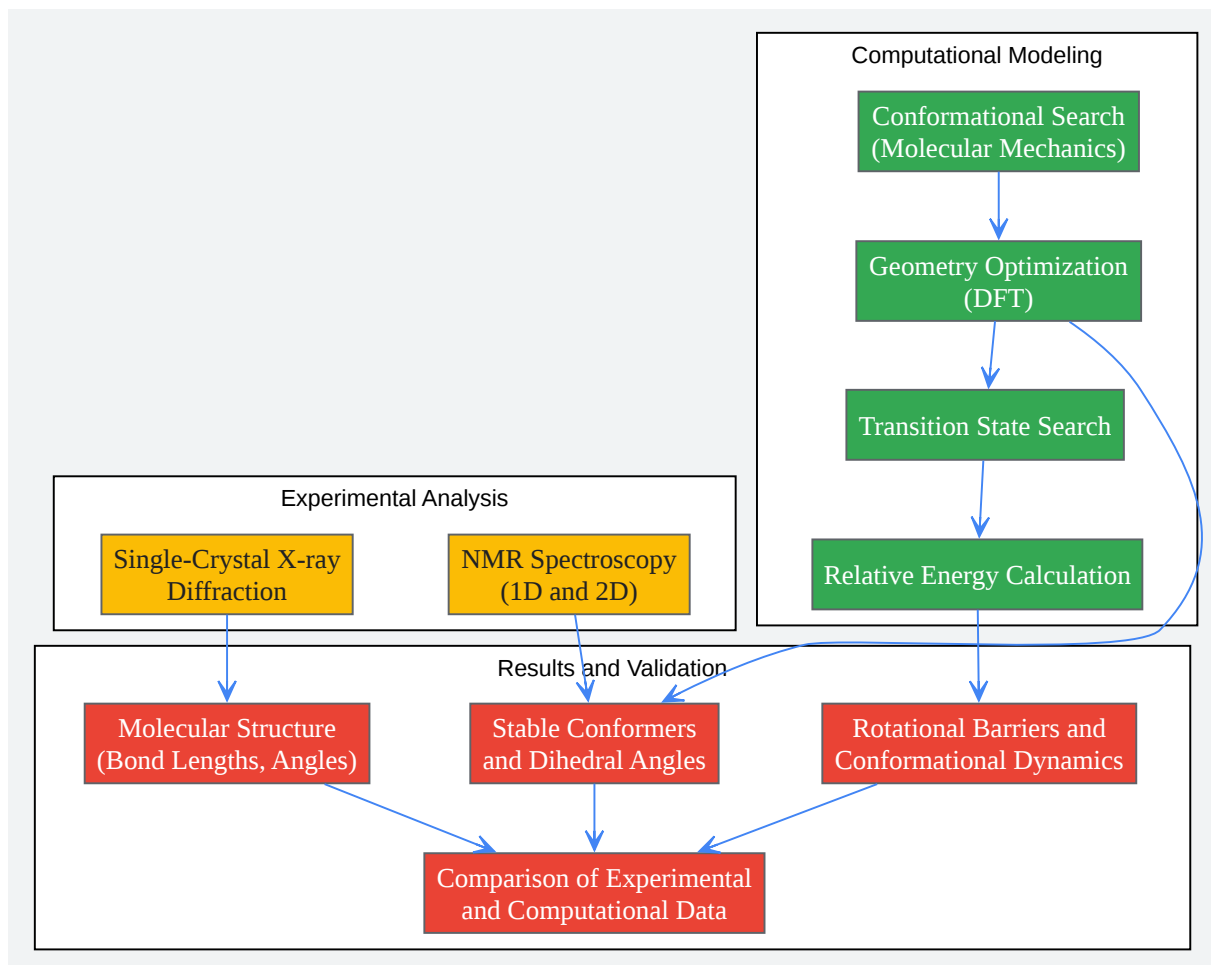 Computational Modeling
Conformational Search
(Molecular Mechanics)
Geometry Optimization
(DFT)
Transition State Search
Relative Energy Calculation
Experimental Analysis
Single-Crystal X-ray
Diffraction
NMR Spectroscopy
(1D and 2D)
Results and Validation
Molecular Structure
(Bond Lengths, Angles)
Stable Conformers
and Dihedral Angles
Rotational Barriers and
Conformational Dynamics
Comparison of Experimental
and Computational Data